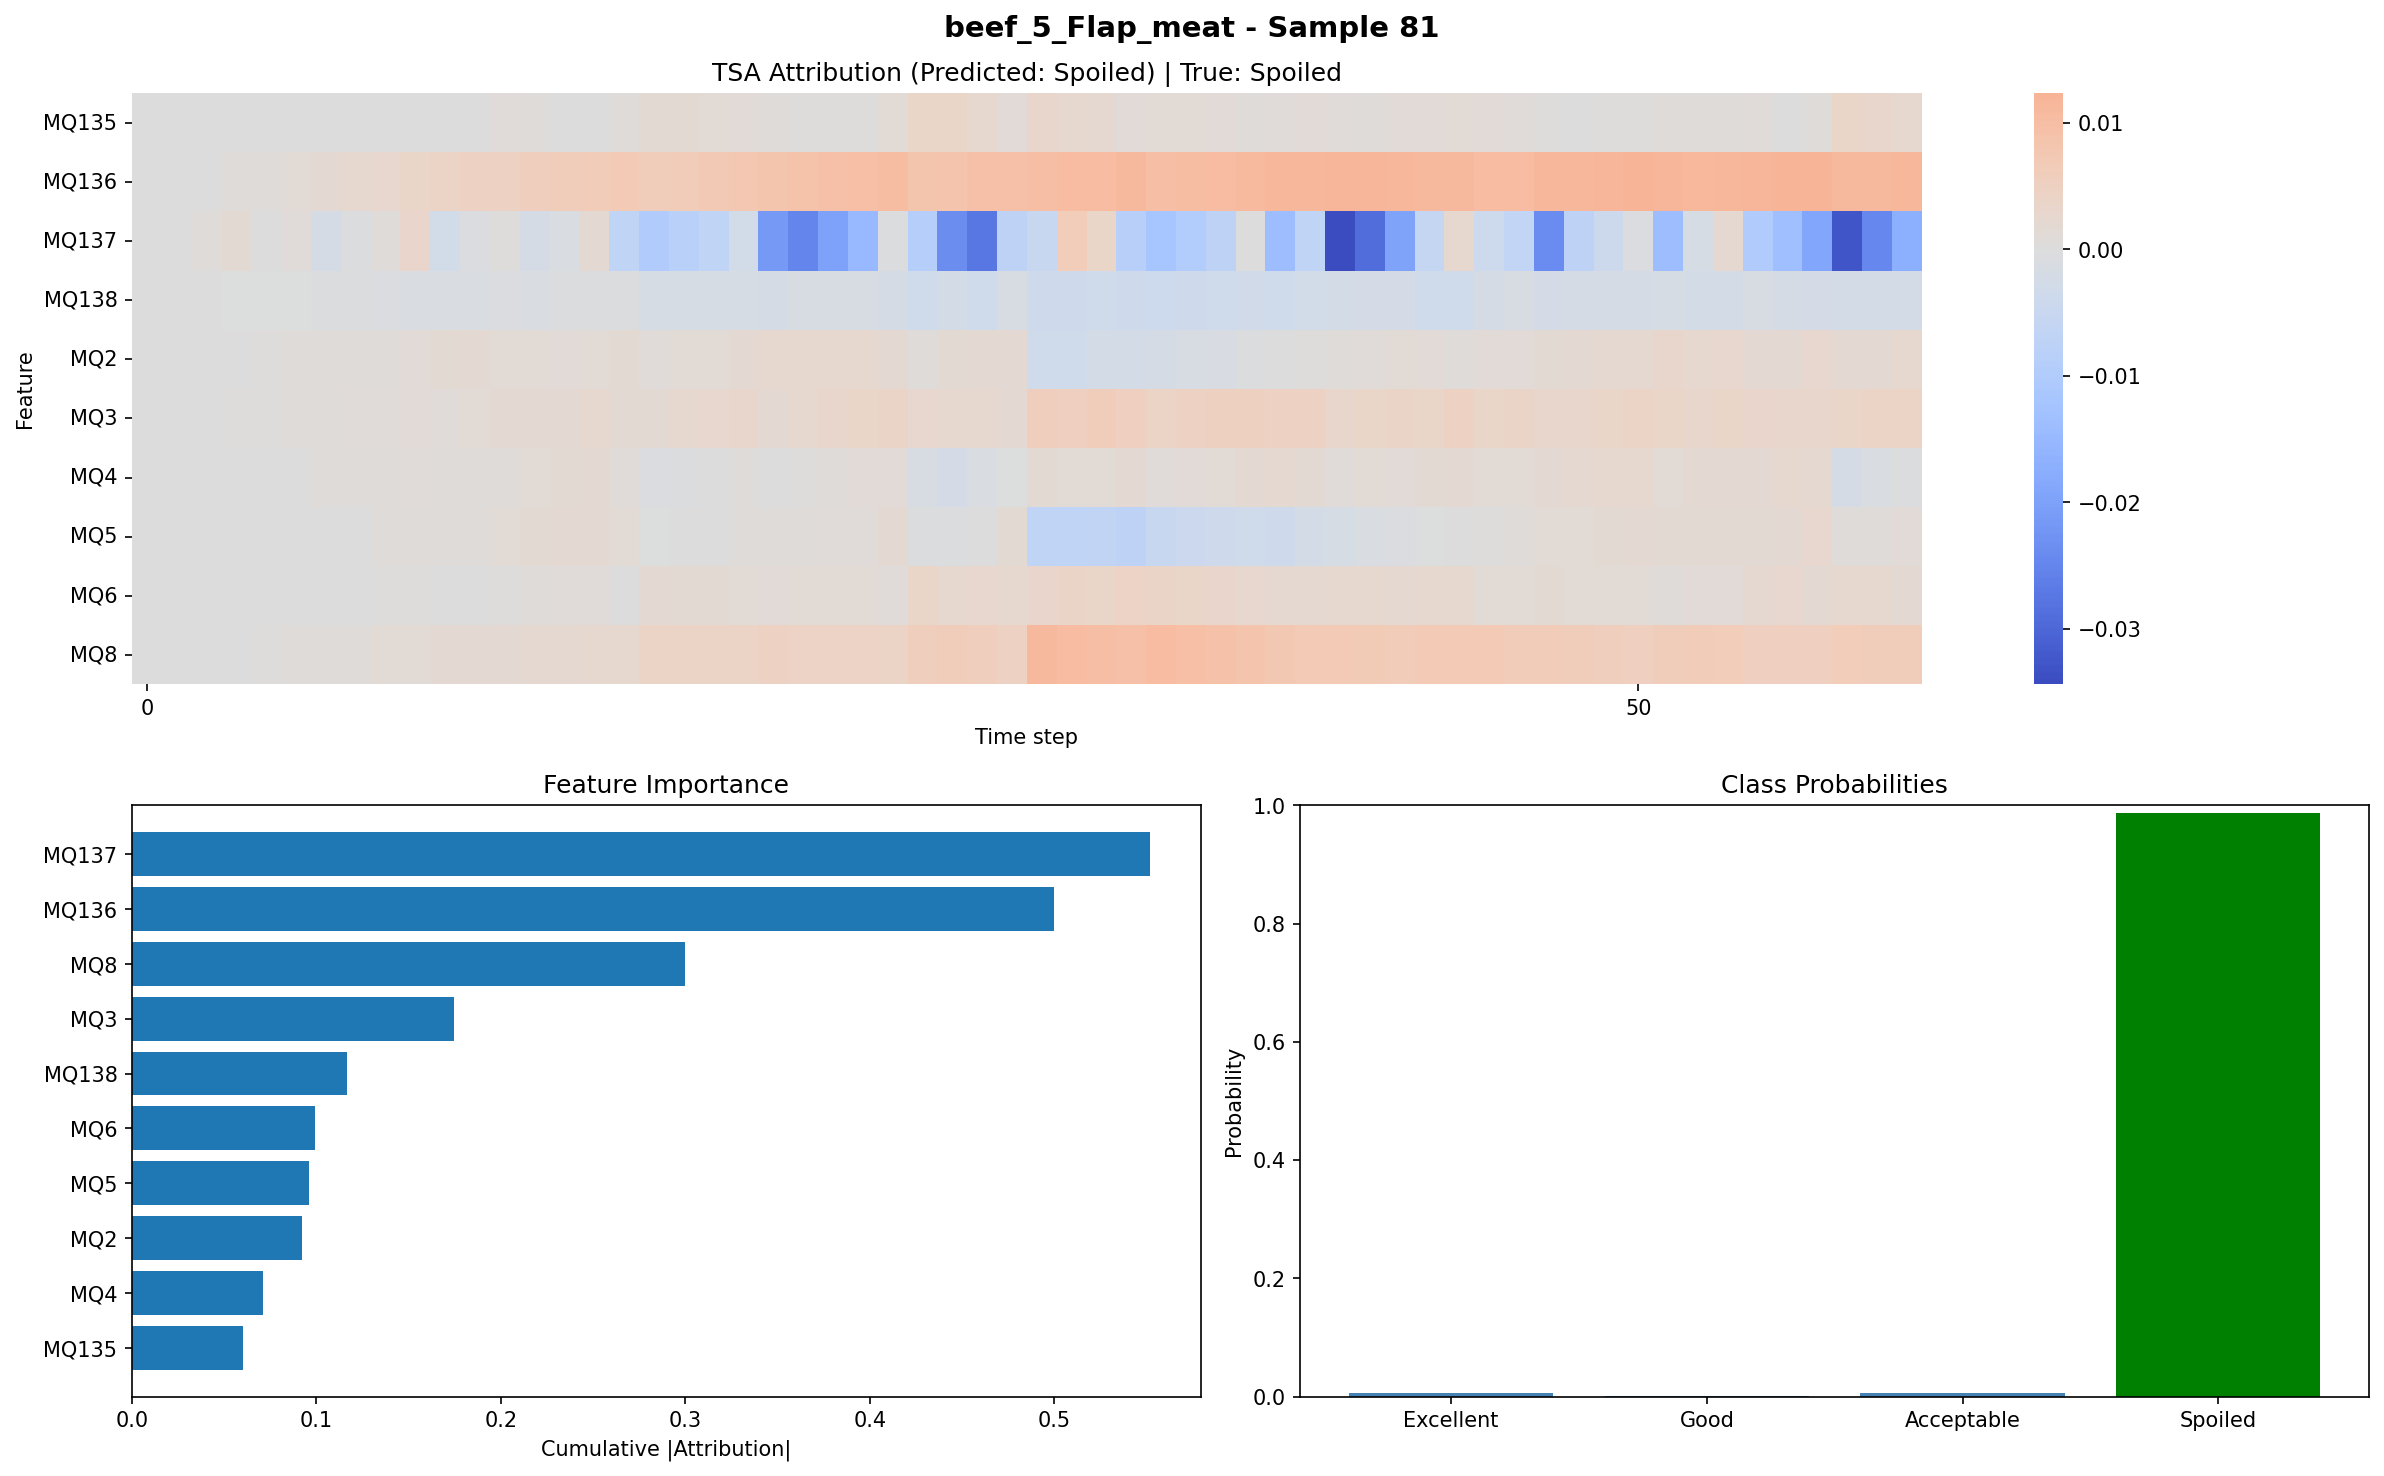 beef_5_Flap_meat - Sample 81
TSA Attribution (Predicted: Spoiled) | True: Spoiled
Feature
MQ135
MQ136
MQ137
MQ138
MQ2
MQ3
MQ4
MQ5
MQ6
MQ8
0
50
Time step
0.01
0.00
−0.01
−0.02
−0.03
Feature Importance
MQ137
MQ136
MQ8
MQ3
MQ138
MQ6
MQ5
MQ2
MQ4
MQ135
0.0
0.1
0.2
0.3
0.4
0.5
Cumulative |Attribution|
Class Probabilities
Probability
1.0
0.8
0.6
0.4
0.2
0.0
Excellent
Good
Acceptable
Spoiled